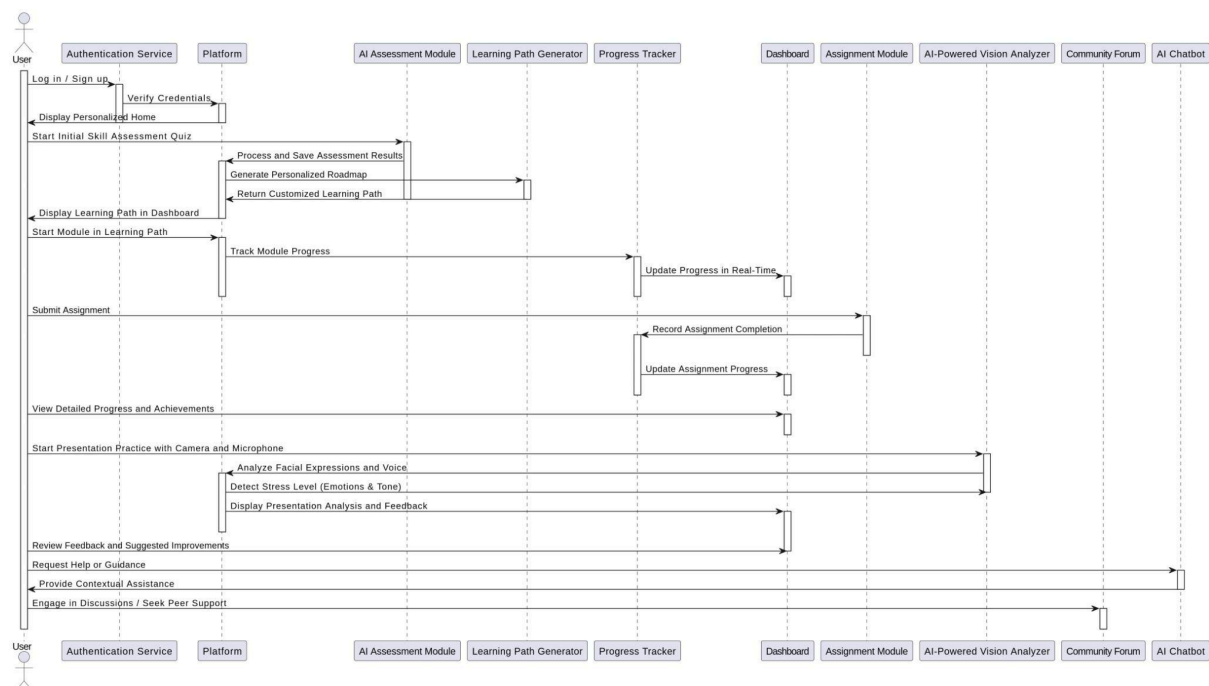 User
Authentication Service
Platform
AI Assessment Module
Learning Path Generator
Progress Tracker
Dashboard
Assignment Module
AI-Powered Vision Analyzer
Community Forum
AI Chatbot
Log in / Sign up
Verify Credentials
Display Personalized Home
Start Initial Skill Assessment Quiz
Process and Save Assessment Results
Generate Personalized Roadmap
Return Customized Learning Path
Display Learning Path in Dashboard
Start Module in Learning Path
Track Module Progress
Update Progress in Real-Time
Submit Assignment
Record Assignment Completion
Update Assignment Progress
View Detailed Progress and Achievements
Start Presentation Practice with Camera and Microphone
Analyze Facial Expressions and Voice
Detect Stress Level (Emotions & Tone)
Display Presentation Analysis and Feedback
Review Feedback and Suggested Improvements
Request Help or Guidance
Provide Contextual Assistance
Engage in Discussions / Seek Peer Support
User
Authentication Service
Platform
AI Assessment Module
Learning Path Generator
Progress Tracker
Dashboard
Assignment Module
AI-Powered Vision Analyzer
Community Forum
AI Chatbot